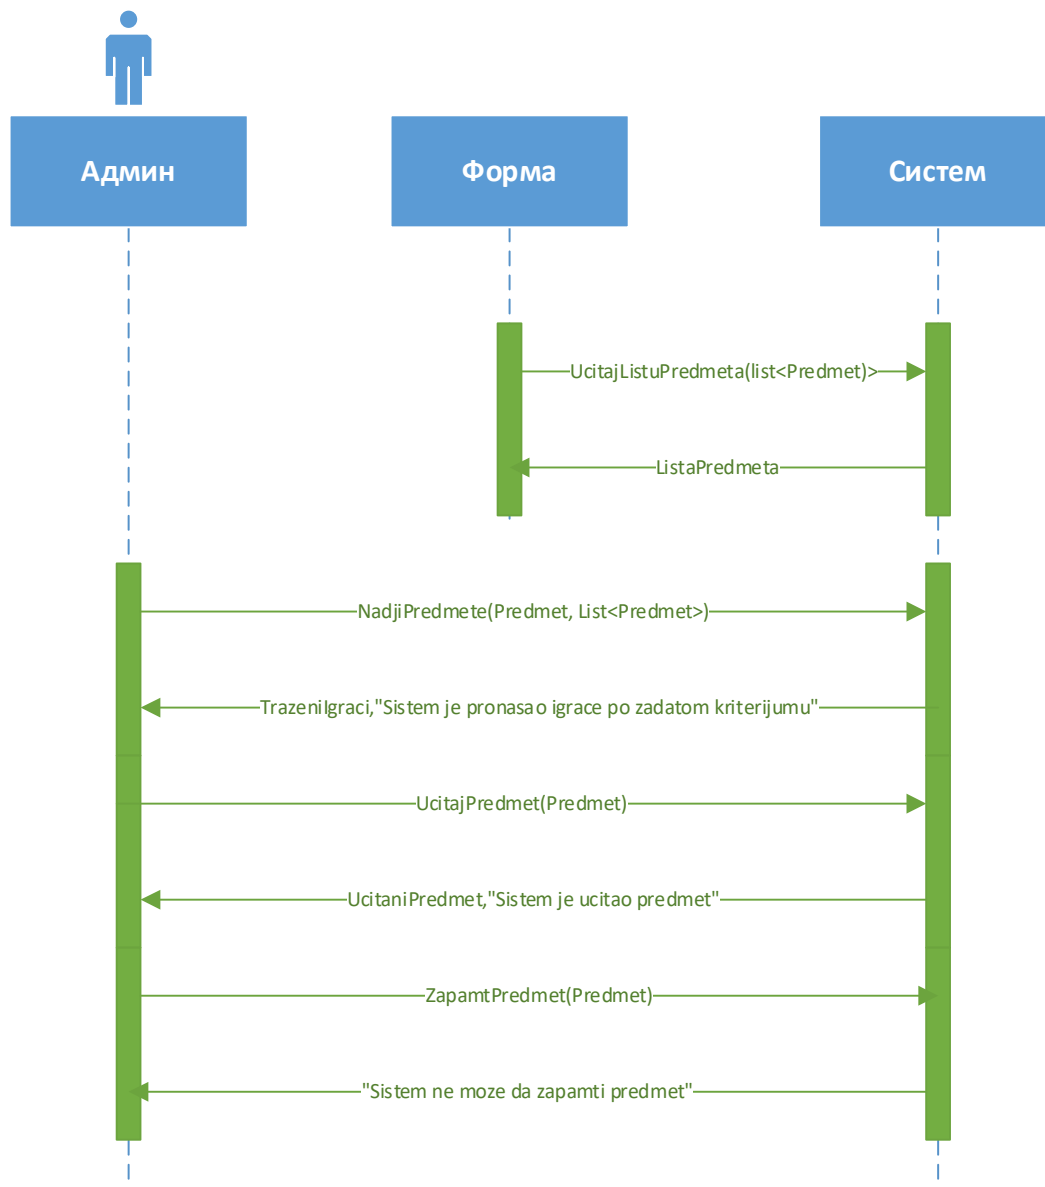 Админ
Форма
Систем
UcitajListuPredmeta(list<Predmet)>
ListaPredmeta
NadjiPredmete(Predmet, List<Predmet>)
TrazeniIgraci,"Sistem je pronasao igrace po zadatom kriterijumu"
UcitajPredmet(Predmet)
UcitaniPredmet,"Sistem je ucitao predmet"
ZapamtPredmet(Predmet)
"Sistem ne moze da zapamti predmet"